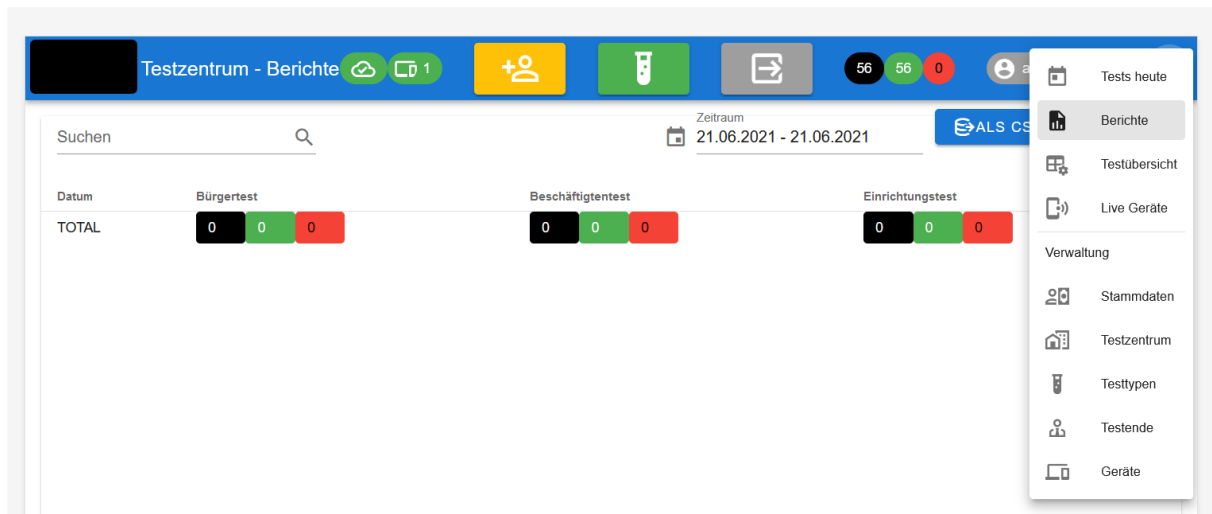 Testzentrum - Berichte 1 56 56 0
Suchen
Zeitraum
21.06.2021 - 21.06.2021
ALS
Datum Bürgertest Beschäftigtentest Einrichtungstest
TOTAL 0 0 0 0 0 0 0 0 0
Tests heute
Berichte
Testübersicht
Live Geräte
Verwaltung
Stammdaten
Testzentrum
Testtypen
Testende
Geräte